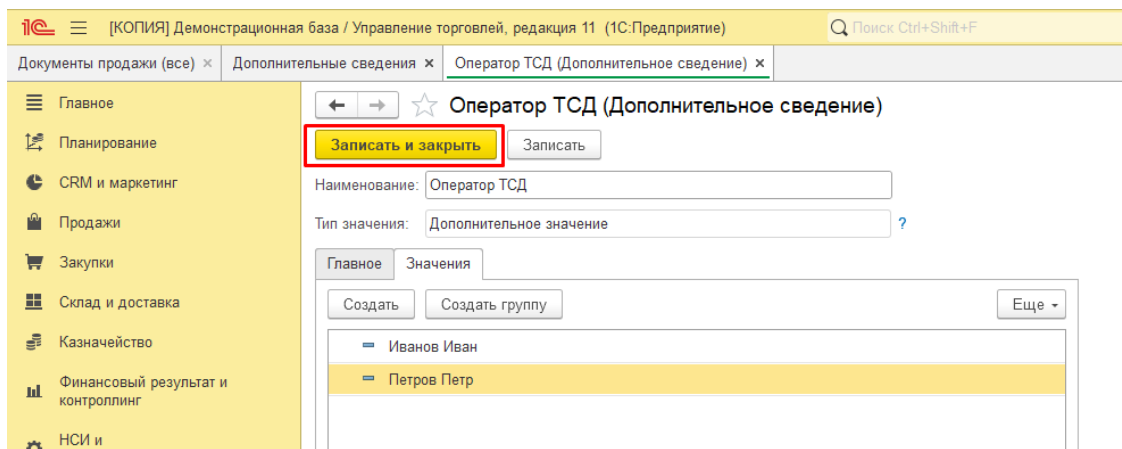 1С [КОПИЯ] Демонстрационная база / Управление торговлей, редакция 11 (1С:Предприятие) Поиск Ctrl+Shift+F
Документы продажи (все) × Дополнительные сведения × Оператор ТСД (Дополнительное сведение) ×
Главное
Планирование
CRM и маркетинг
Продажи
Закупки
Склад и доставка
Казначейство
Финансовый результат и
контроллинг
НСИ и
Оператор ТСД (Дополнительное сведение)
Записать и закрыть Записать
Наименование: Оператор ТСД
Тип значения: Дополнительное значение ?
Главное Значения
Создать Создать группу Еще
Иванов Иван
Петров Петр